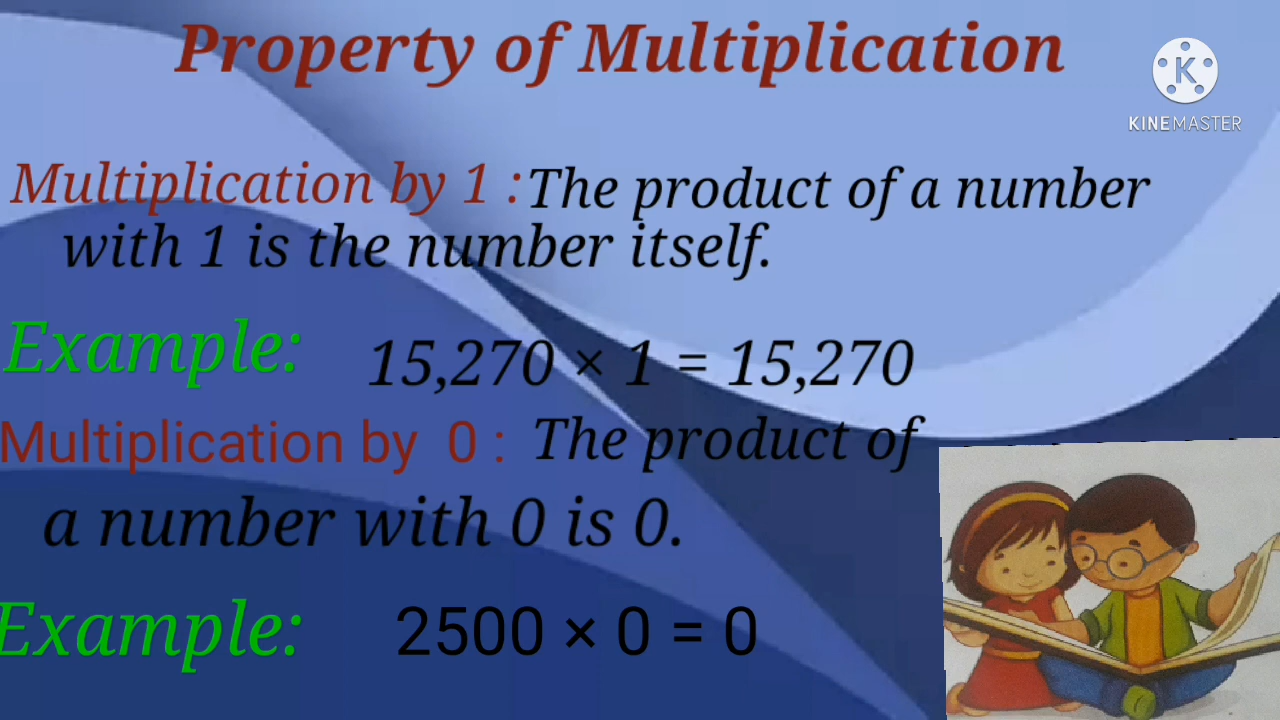 Property of Multiplication
K
KINEMASTER
Multiplication by 1 : The product of a number
with 1 is the number itself.
Example: 15,270 × 1 = 15,270
Multiplication by 0 : The product of
a number with 0 is 0.
Example: 2500 × 0 = 0